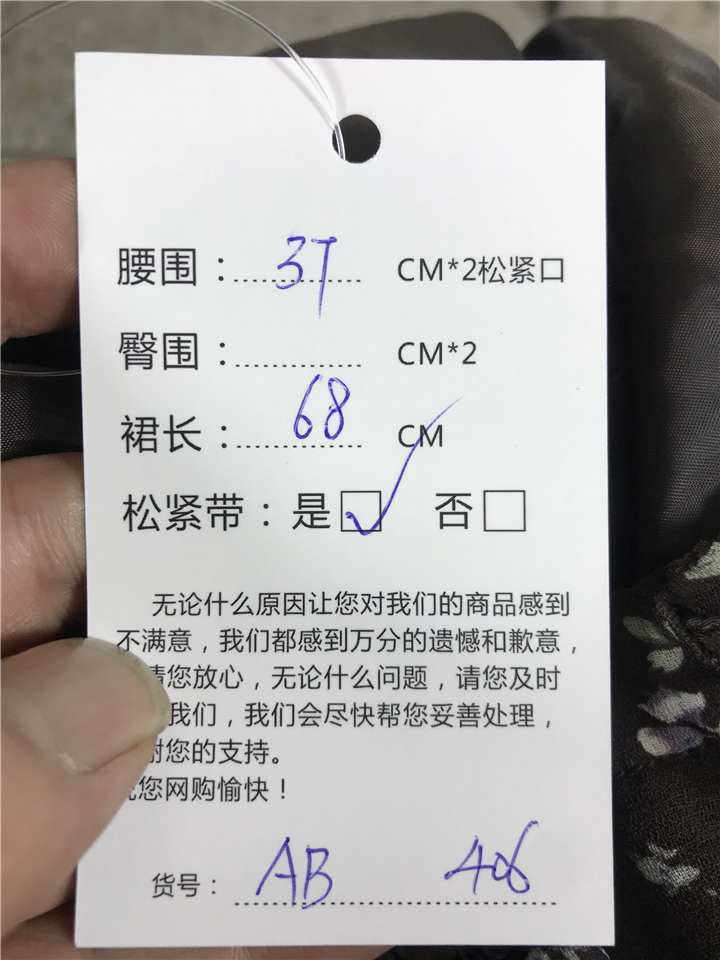 腰围：37 CM*2松紧口
臀围： CM*2
裙长：68 CM
松紧带：是☑ 否☐
无论什么原因让您对我们的商品感到
不满意，我们都感到万分的遗憾和歉意，
请您放心，无论什么问题，请您及时
我们，我们会尽快帮您妥善处理，
谢您的支持。
您网购愉快！
货号：AB 406